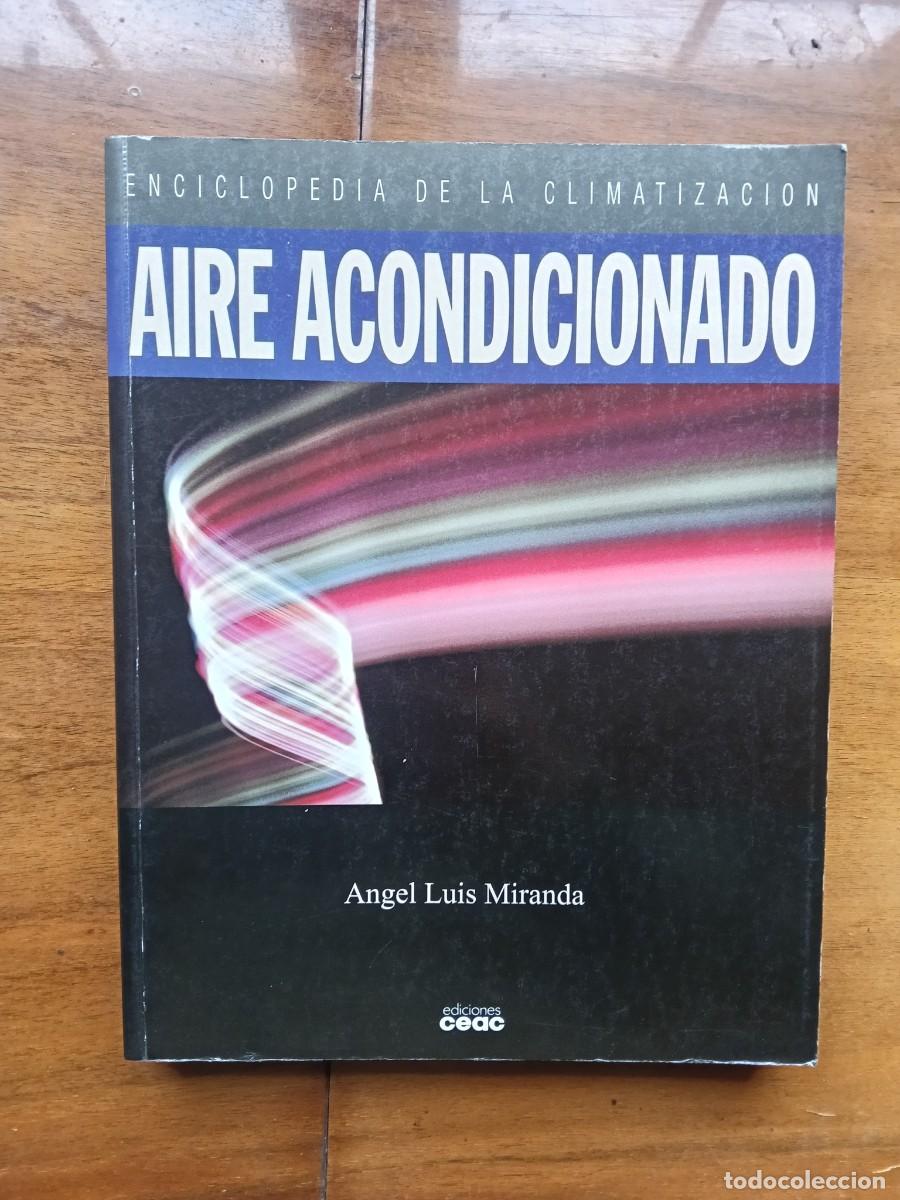 ENCICLOPEDIA DE LA CLIMATIZACION
AIRE ACONDICIONADO
Angel Luis Miranda
ediciones
ceac
todocoleccion